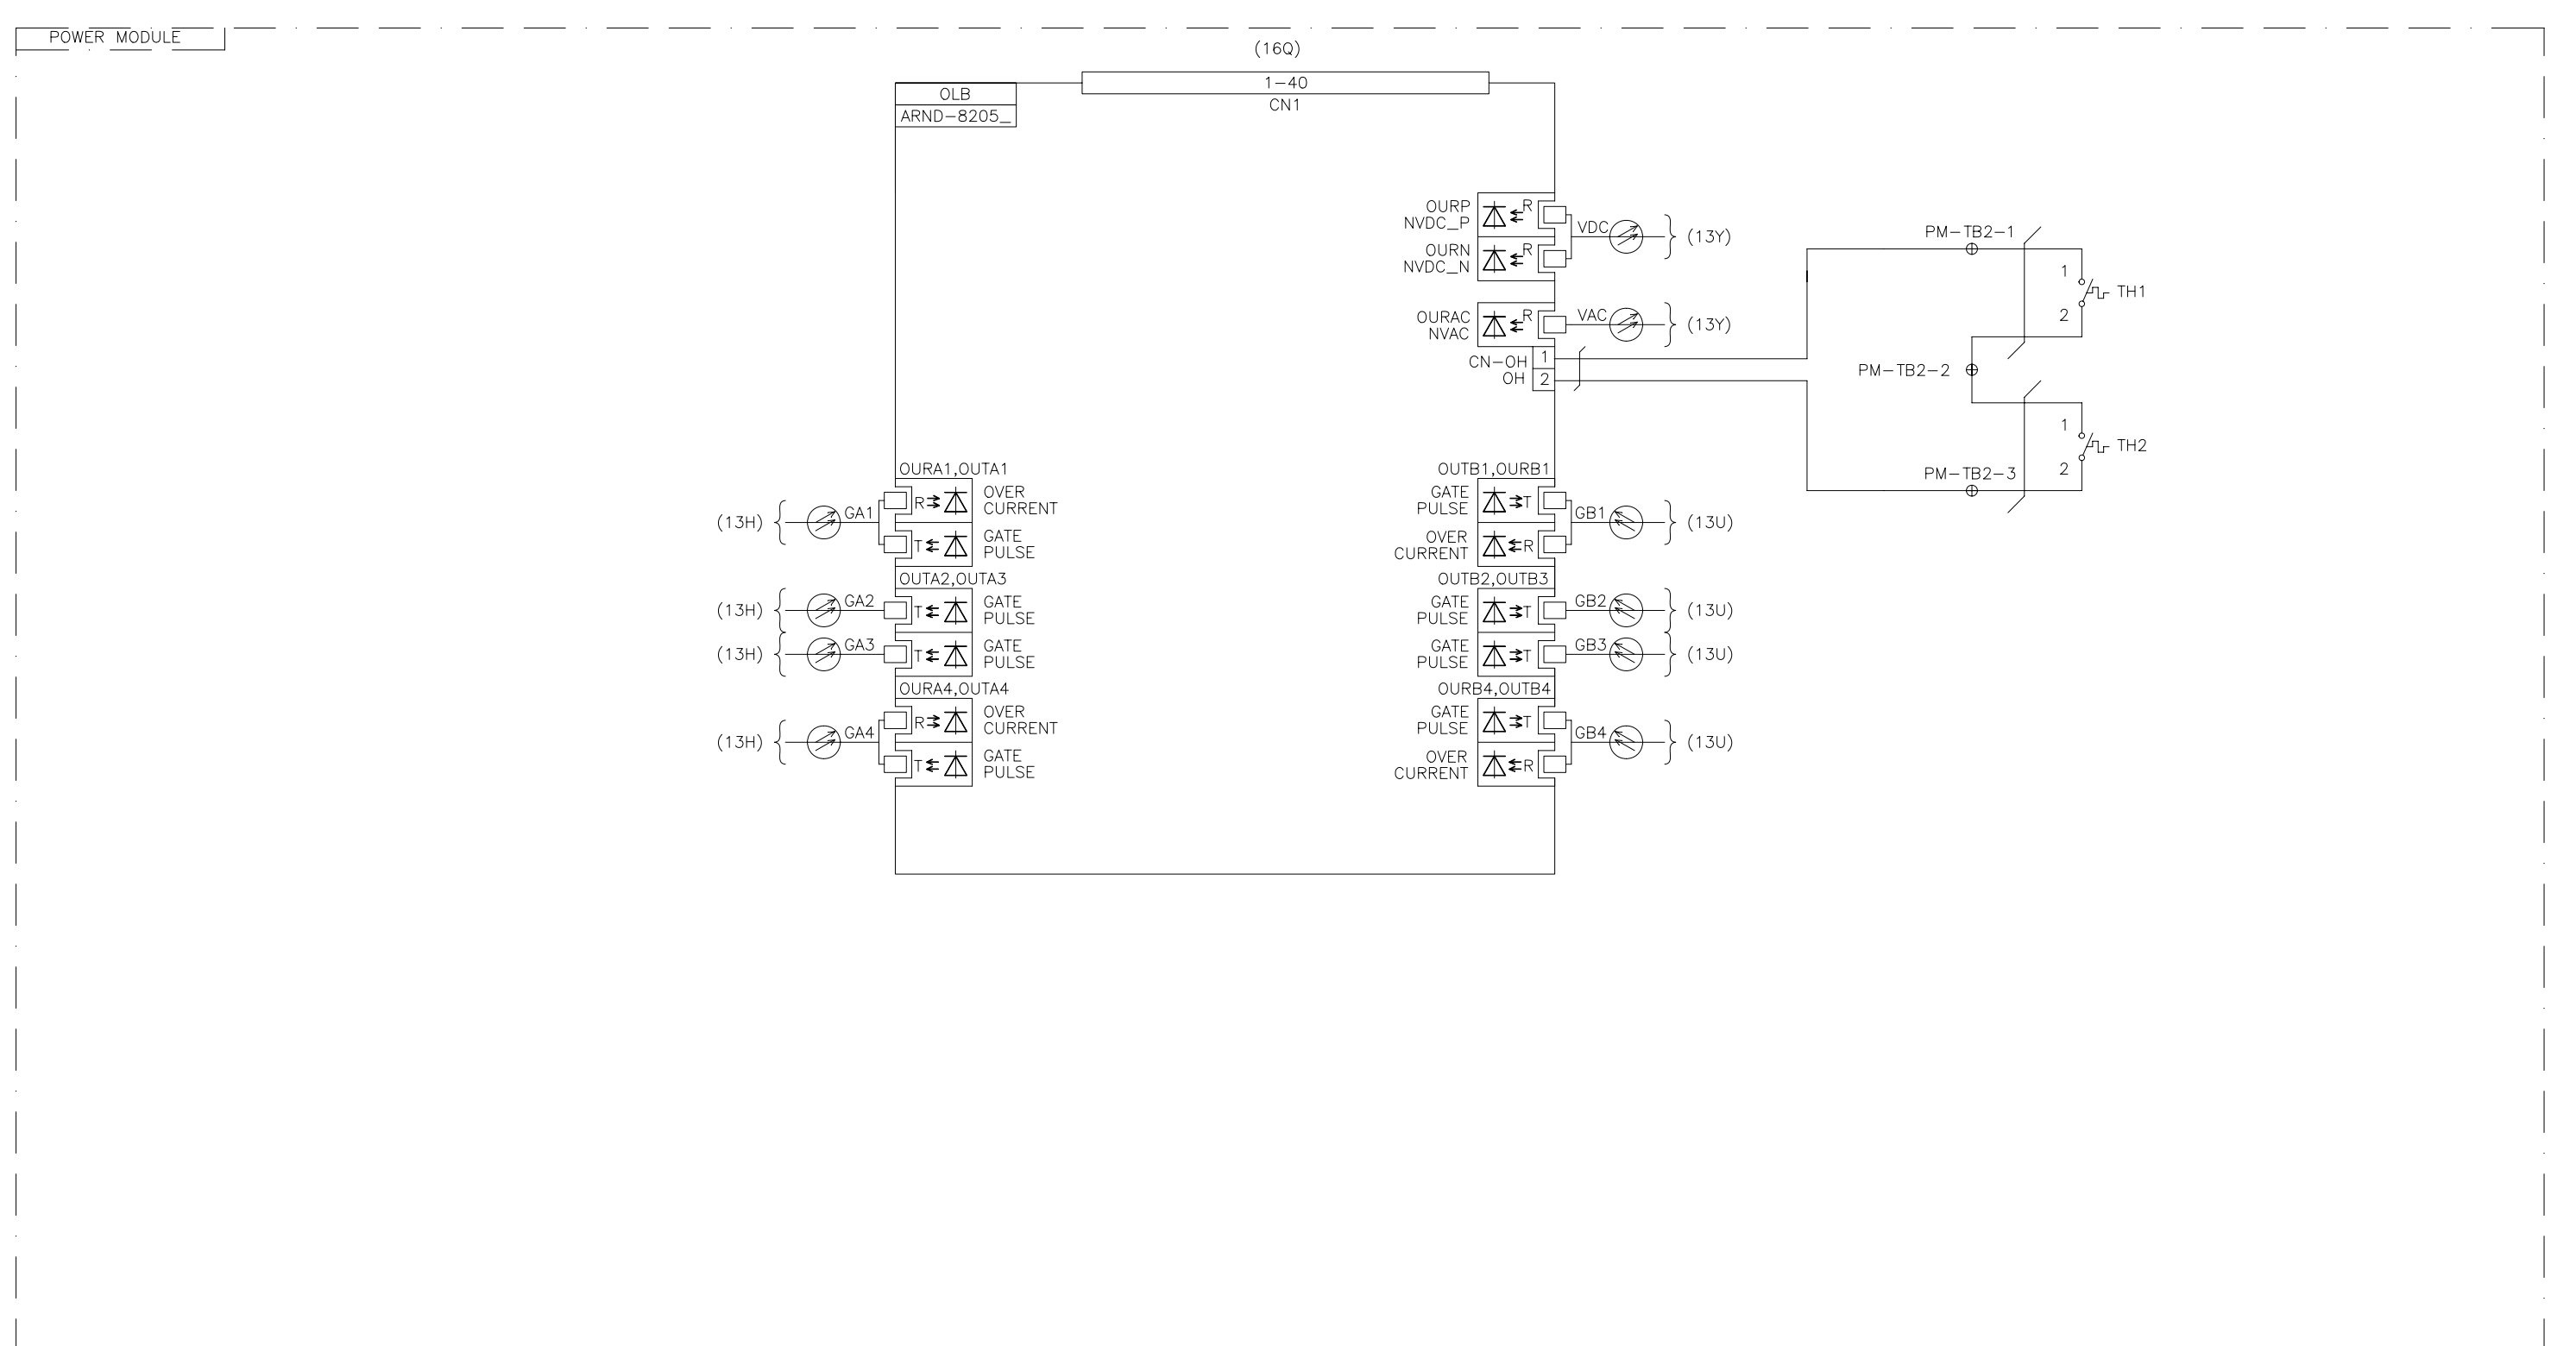 POWER MODULE
(16Q)
1-40
CN1
OLB
ARND-8205_
OURP
NVDC_P
R
VDC
(13Y)
OURN
NVDC_N
R
OURAC
NVAC
R
VAC
(13Y)
CN-OH
OH
1
2
PM-TB2-1
1
TH1
2
PM-TB2-2
1
TH2
2
PM-TB2-3
OURA1,OUTA1
(13H)
GA1
R
OVER
CURRENT
T
GATE
PULSE
OUTA2,OUTA3
(13H)
GA2
T
GATE
PULSE
(13H)
GA3
T
GATE
PULSE
OURA4,OUTA4
(13H)
GA4
R
OVER
CURRENT
T
GATE
PULSE
OUTB1,OURB1
GATE
PULSE
T
GB1
(13U)
OVER
CURRENT
R
OUTB2,OUTB3
GATE
PULSE
T
GB2
(13U)
GATE
PULSE
T
GB3
(13U)
OURB4,OUTB4
GATE
PULSE
T
GB4
(13U)
OVER
CURRENT
R